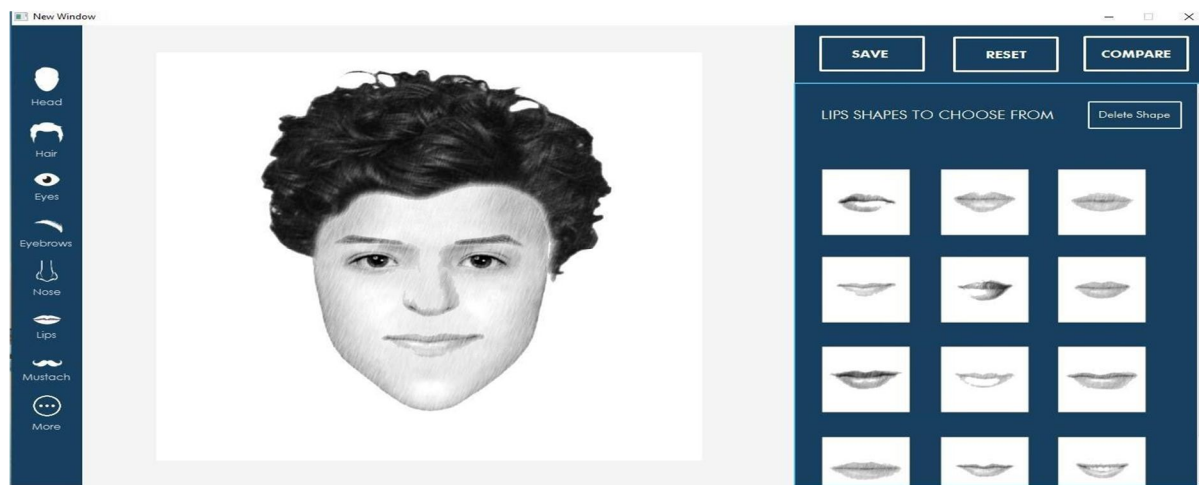 New Window
Head
Hair
Eyes
Eyebrows
Nose
Lips
Mustach
More
SAVE
RESET
COMPARE
LIPS SHAPES TO CHOOSE FROM
Delete Shape